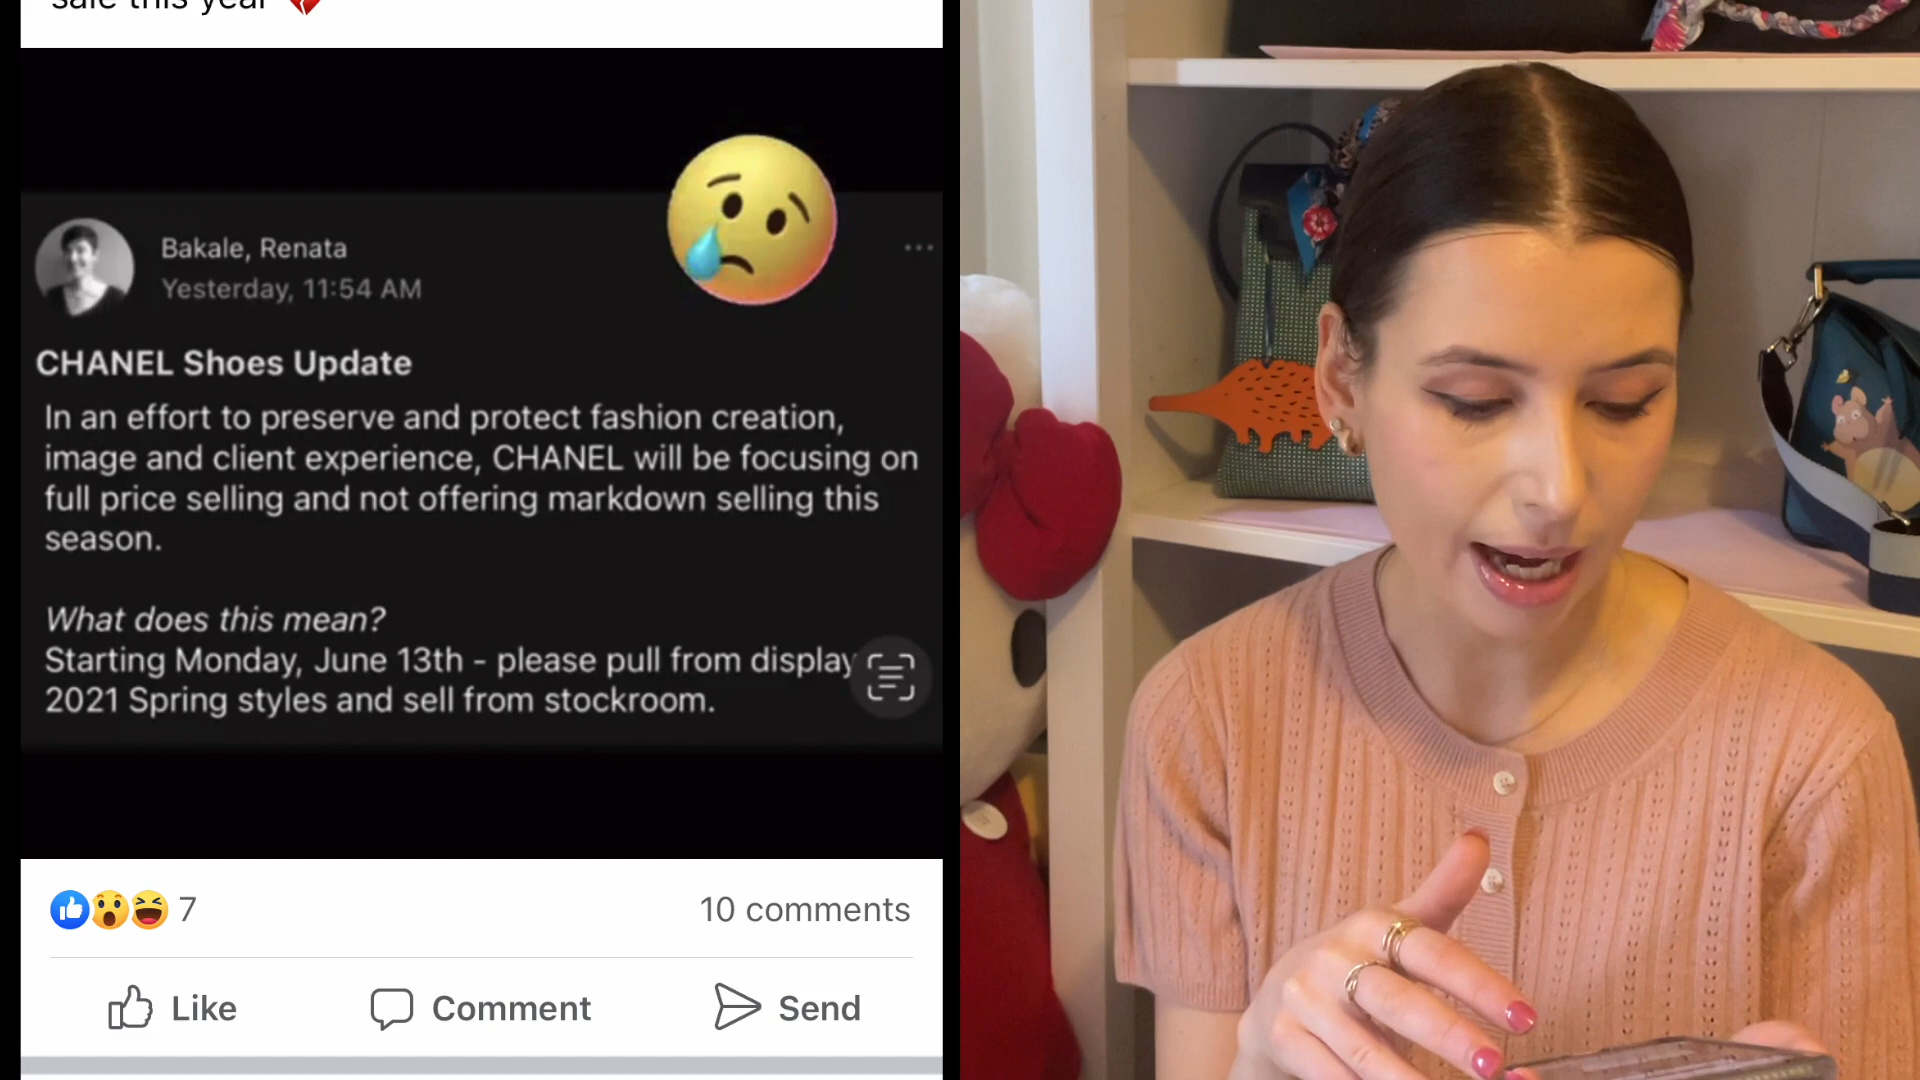 sale this year
Bakale, Renata
Yesterday, 11:54 AM
CHANEL Shoes Update
In an effort to preserve and protect fashion creation,
image and client experience, CHANEL will be focusing on
full price selling and not offering markdown selling this
season.
What does this mean?
Starting Monday, June 13th - please pull from display
2021 Spring styles and sell from stockroom.
7
10 comments
Like
Comment
Send